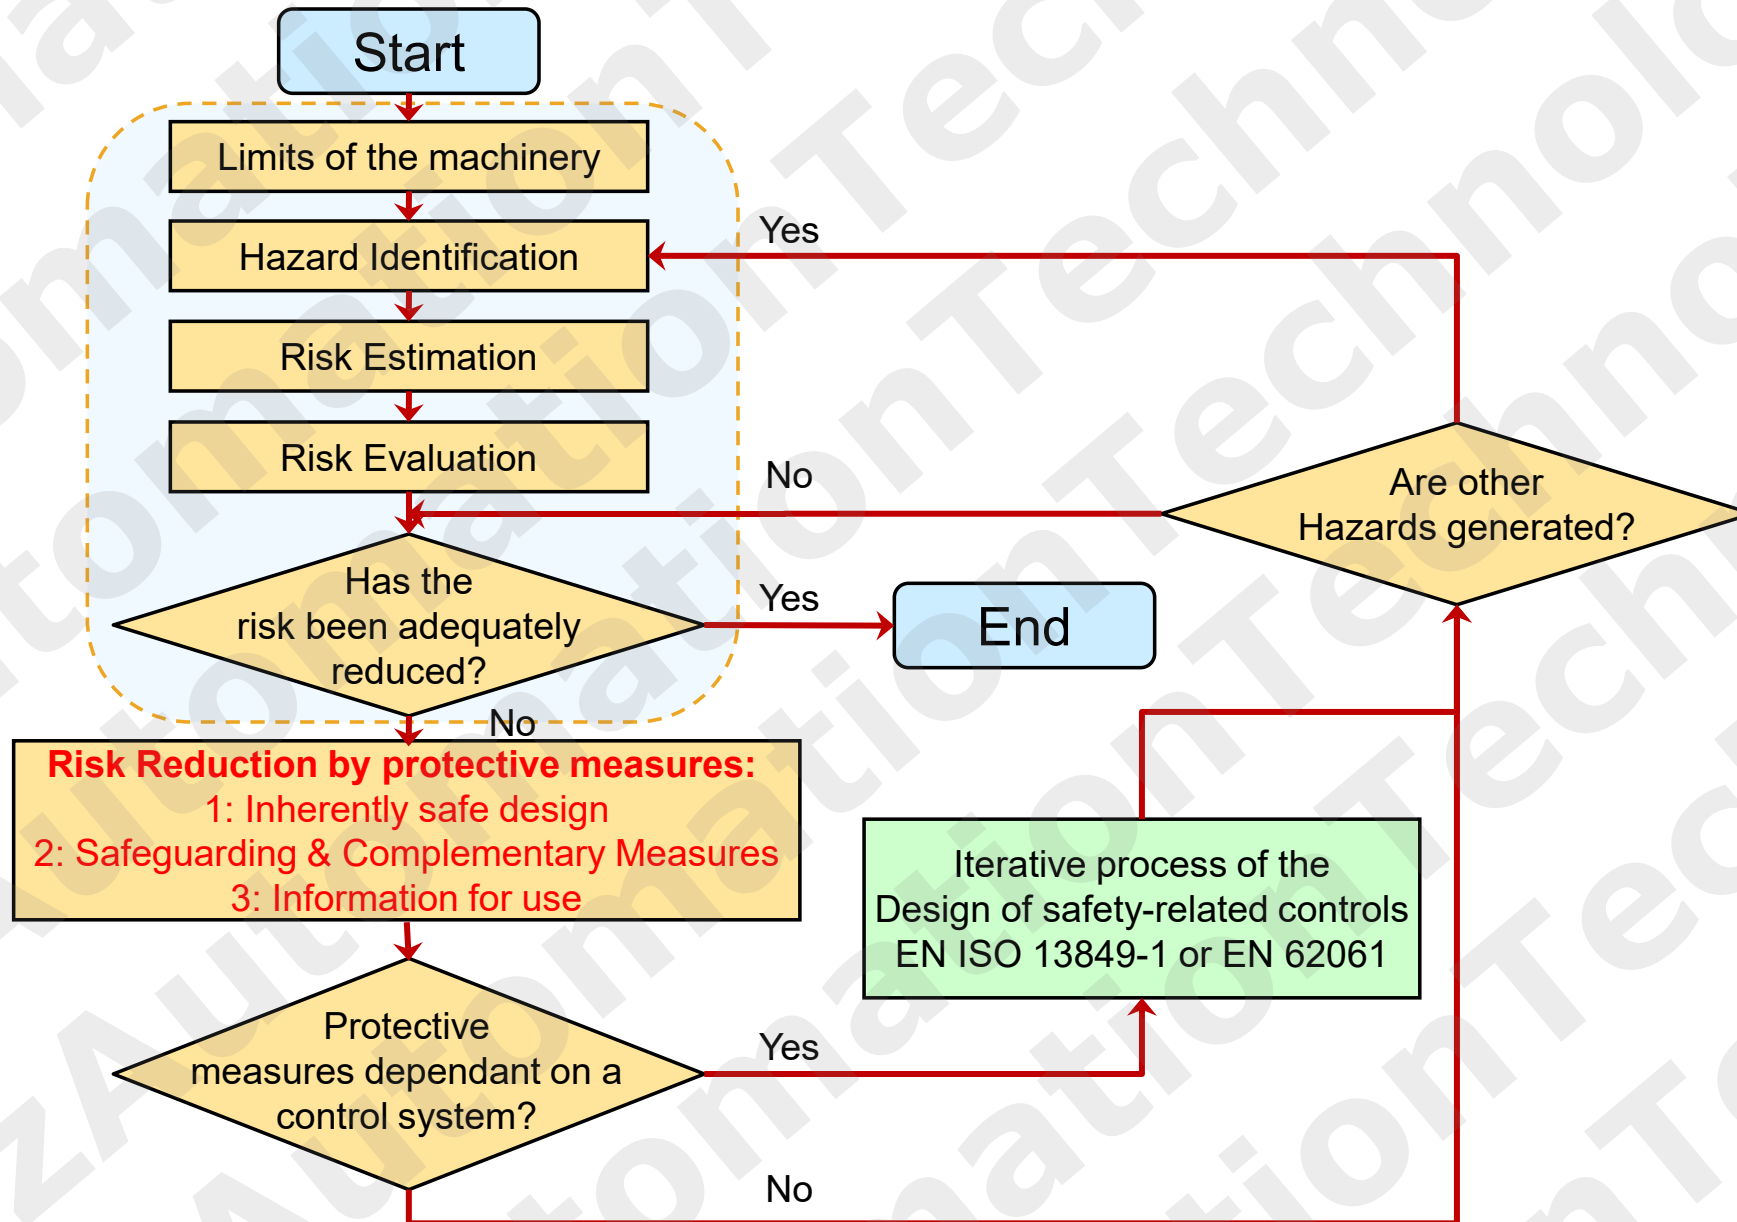 Start
Limits of the machinery
Hazard Identification
Yes
Risk Estimation
Risk Evaluation
No
Are other
Hazards generated?
Has the
risk been adequately
reduced?
Yes
End
No
Risk Reduction by protective measures:
1: Inherently safe design
2: Safeguarding & Complementary Measures
3: Information for use
Iterative process of the
Design of safety-related controls
EN ISO 13849-1 or EN 62061
Protective
measures dependant on a
control system?
Yes
No